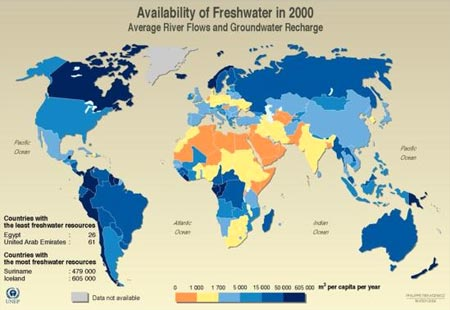 Availability of Freshwater in 2000
Average River Flows and Groundwater Recharge
Pacific
Ocean
Pacific
Ocean
Atlantic
Ocean
Indian
Ocean
Countries with
the least freshwater resources
Egypt : 26
United Arab Emirates : 61
Countries with
the most freshwater resources
Suriname : 479 000
Iceland : 605 000
UNEP
Data not available
0 1 000 2 000 5 000 15 000 50 000 605 000 m3 per capita per year